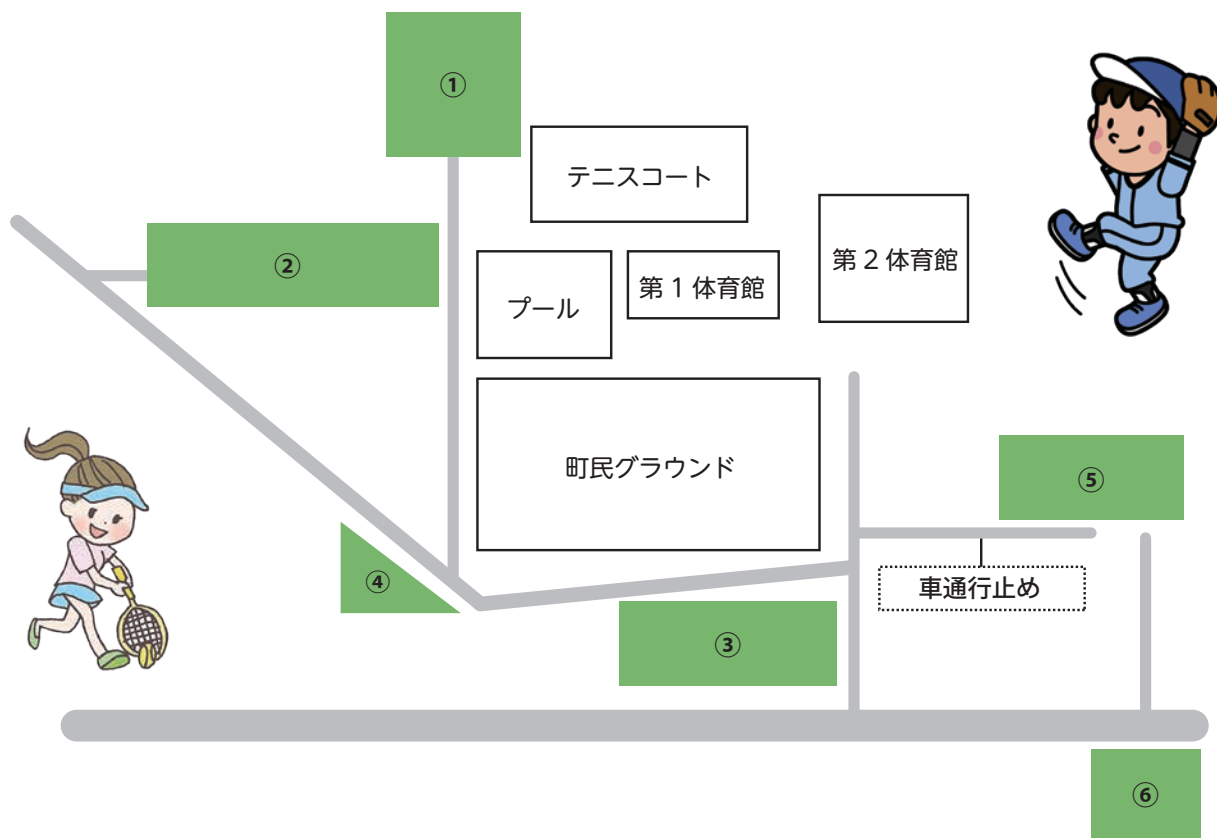 ①
テニスコート
②
第2体育館
第1体育館
プール
町民グラウンド
⑤
④
車通行止め
③
⑥